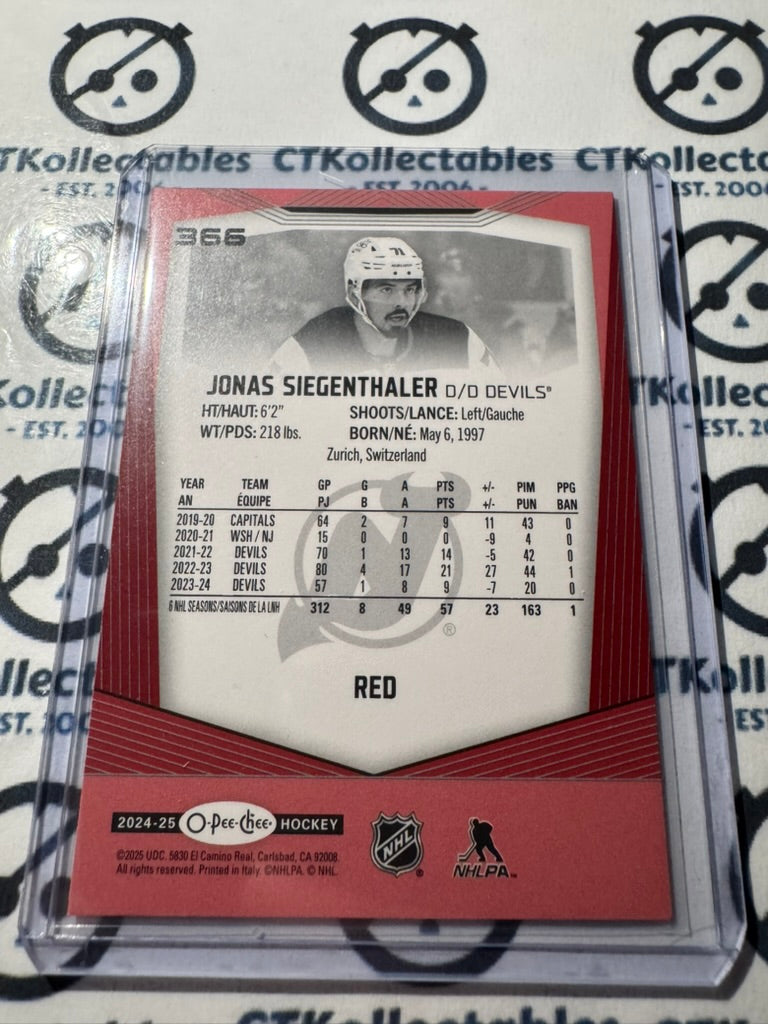 CTKollectables
- EST. 2006 -
366
71
JONAS SIEGENTHALER D/D DEVILS®
HT/HAUT: 6'2" SHOOTS/LANCE: Left/Gauche
WT/PDS: 218 lbs. BORN/NÉ: May 6, 1997
Zurich, Switzerland
YEAR TEAM GP G A PTS +/- PIM PPG
AN ÉQUIPE PJ B A PTS +/- PUN BAN
2019-20 CAPITALS 64 2 7 9 11 43 0
2020-21 WSH / NJ 15 0 0 0 -9 4 0
2021-22 DEVILS 70 1 13 14 -5 42 0
2022-23 DEVILS 80 4 17 21 27 44 1
2023-24 DEVILS 57 1 8 9 -7 20 0
6 NHL SEASONS/SAISONS DE LA LNH 312 8 49 57 23 163 1
®
RED
2024-25 O-Pee-Chee® HOCKEY
©2025 UDC. 5830 El Camino Real, Carlsbad, CA 92008.
All rights reserved. Printed in Italy. ©NHLPA. © NHL.
NHL ®
NHLPA™
CTKollectables